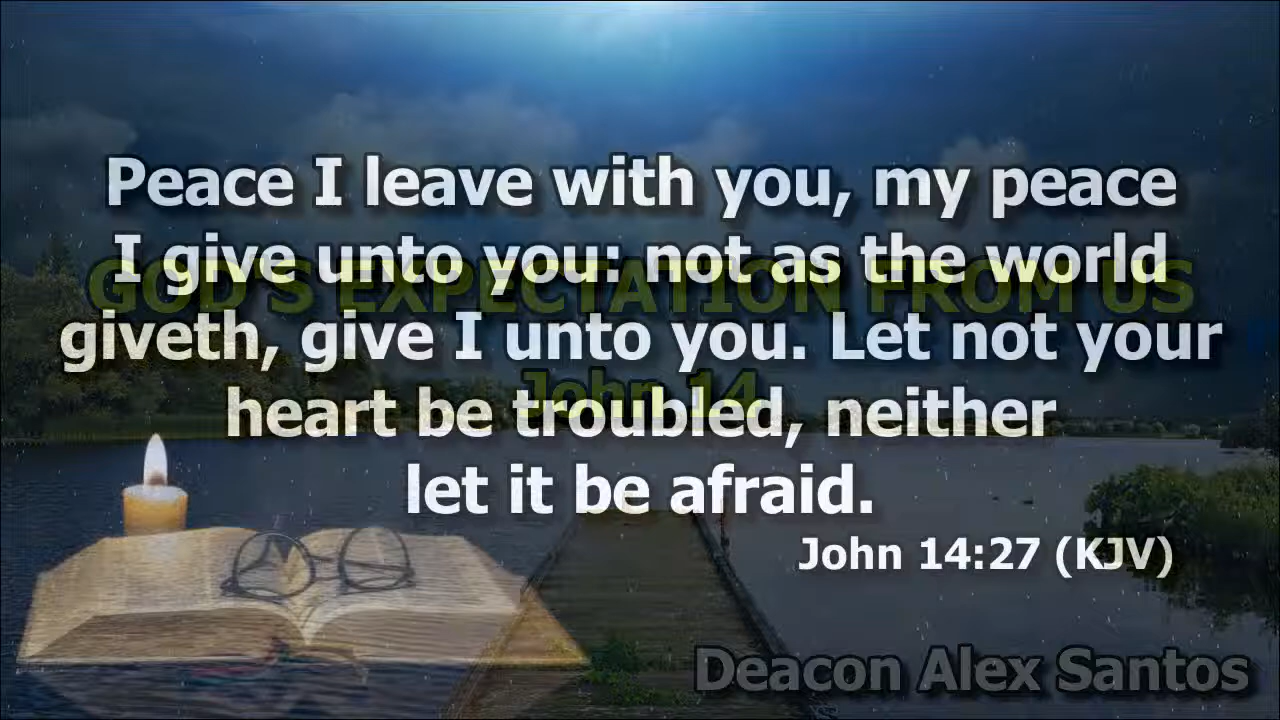 Peace I leave with you, my peace
I give unto you: not as the world
GOD'S EXPECTATION FROM US
giveth, give I unto you. Let not your
John 14
heart be troubled, neither
let it be afraid.
John 14:27 (KJV)
Deacon Alex Santos